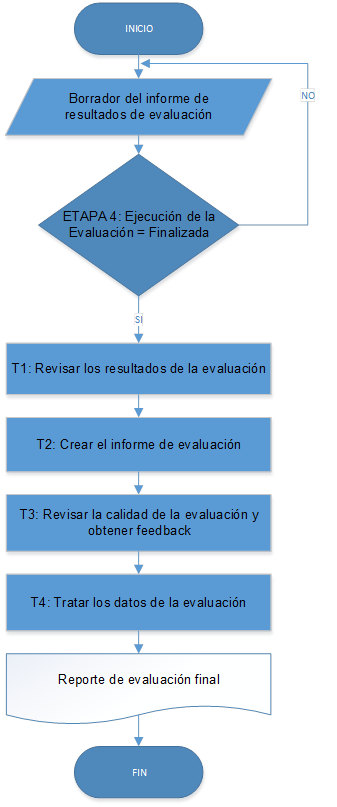 INICIO
Borrador del informe de
resultados de evaluación
NO
ETAPA 4: Ejecución de la
Evaluación = Finalizada
SI
T1: Revisar los resultados de la evaluación
T2: Crear el informe de evaluación
T3: Revisar la calidad de la evaluación y
obtener feedback
T4: Tratar los datos de la evaluación
Reporte de evaluación final
FIN